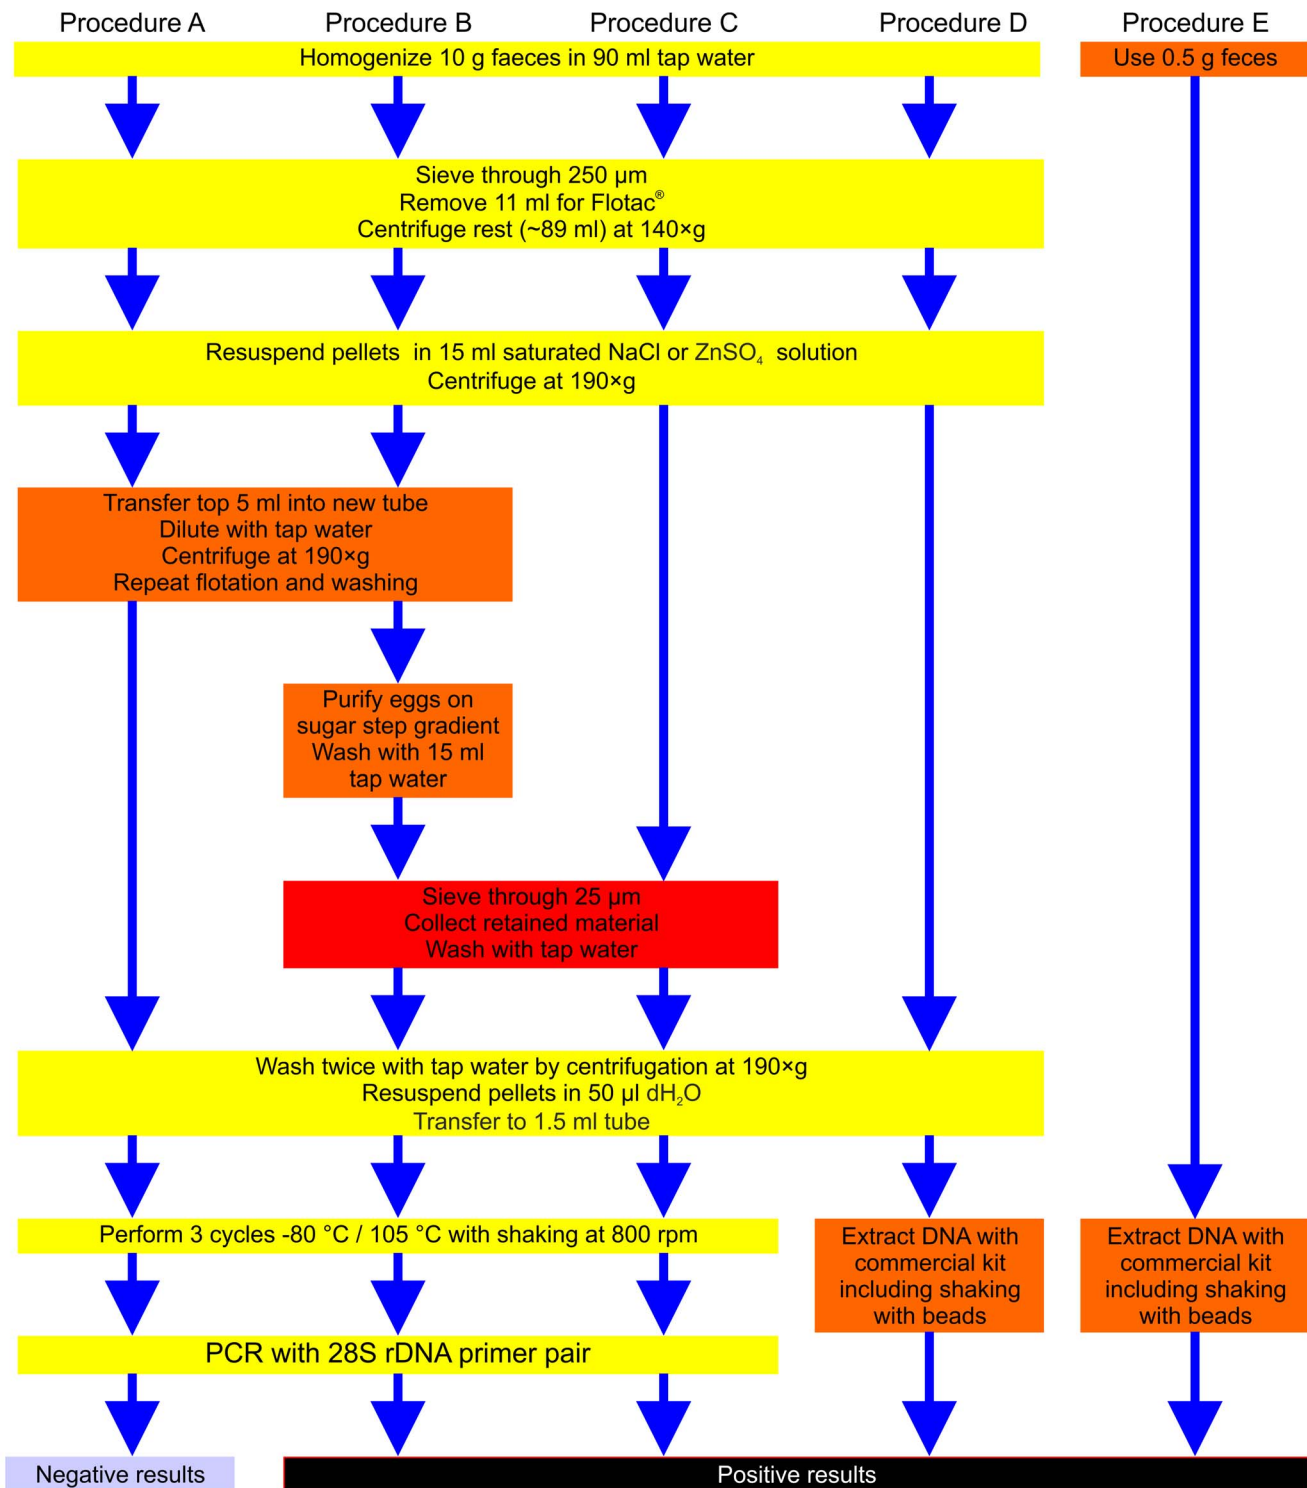 Procedure A
Procedure B
Procedure C
Procedure D
Procedure E
Homogenize 10 g faeces in 90 ml tap water
Use 0.5 g feces
Sieve through 250 µm
Remove 11 ml for Flotac®
Centrifuge rest (~89 ml) at 140×g
Resuspend pellets in 15 ml saturated NaCl or ZnSO₄ solution
Centrifuge at 190×g
Transfer top 5 ml into new tube
Dilute with tap water
Centrifuge at 190×g
Repeat flotation and washing
Purify eggs on
sugar step gradient
Wash with 15 ml
tap water
Sieve through 25 µm
Collect retained material
Wash with tap water
Wash twice with tap water by centrifugation at 190×g
Resuspend pellets in 50 µl dH₂O
Transfer to 1.5 ml tube
Perform 3 cycles -80 °C / 105 °C with shaking at 800 rpm
Extract DNA with
commercial kit
including shaking
with beads
Extract DNA with
commercial kit
including shaking
with beads
PCR with 28S rDNA primer pair
Negative results
Positive results